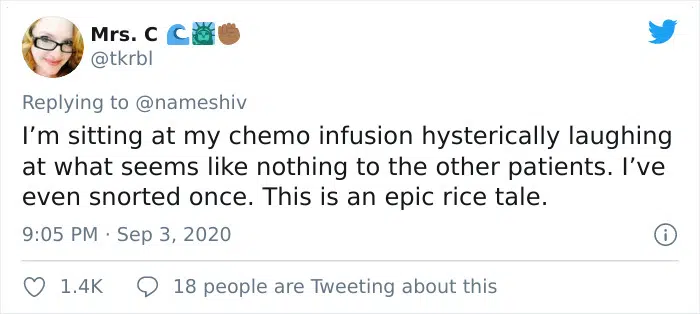 Mrs. C 🌊🗽✊🏾
@tkrbl
Replying to @nameshiv
I’m sitting at my chemo infusion hysterically laughing
at what seems like nothing to the other patients. I’ve
even snorted once. This is an epic rice tale.
9:05 PM · Sep 3, 2020
1.4K 18 people are Tweeting about this